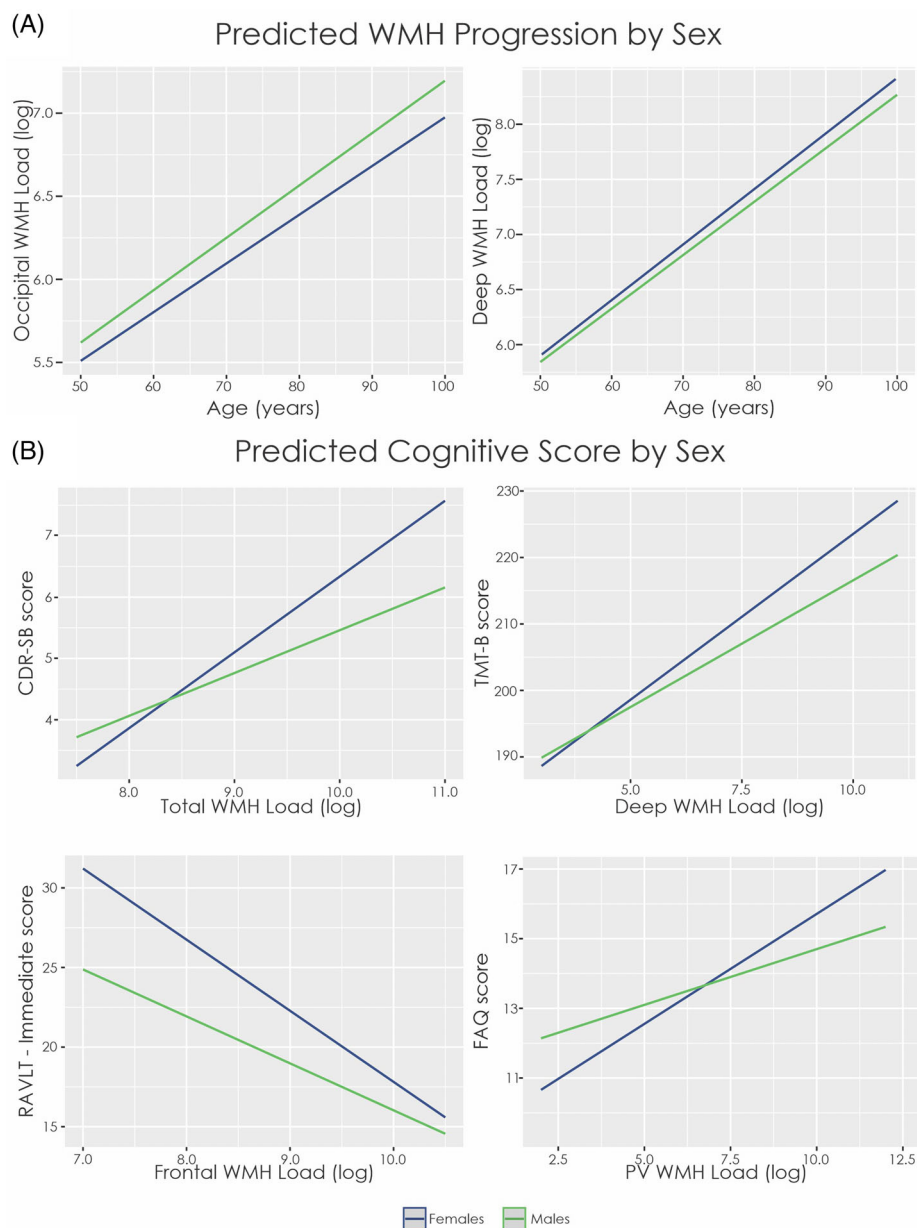 (A)
Predicted WMH Progression by Sex
Occipital WMH Load (log)
7.0
6.5
6.0
5.5
50 60 70 80 90 100
Age (years)
Deep WMH Load (log)
8.0
7.5
7.0
6.5
6.0
50 60 70 80 90 100
Age (years)
(B)
Predicted Cognitive Score by Sex
CDR-SB score
7
6
5
4
8.0 9.0 10.0 11.0
Total WMH Load (log)
TMT-B score
230
220
210
200
190
5.0 7.5 10.0
Deep WMH Load (log)
RAVLT - Immediate score
30
25
20
15
7.0 8.0 9.0 10.0
Frontal WMH Load (log)
FAQ score
17
15
13
11
2.5 5.0 7.5 10.0 12.5
PV WMH Load (log)
Females Males